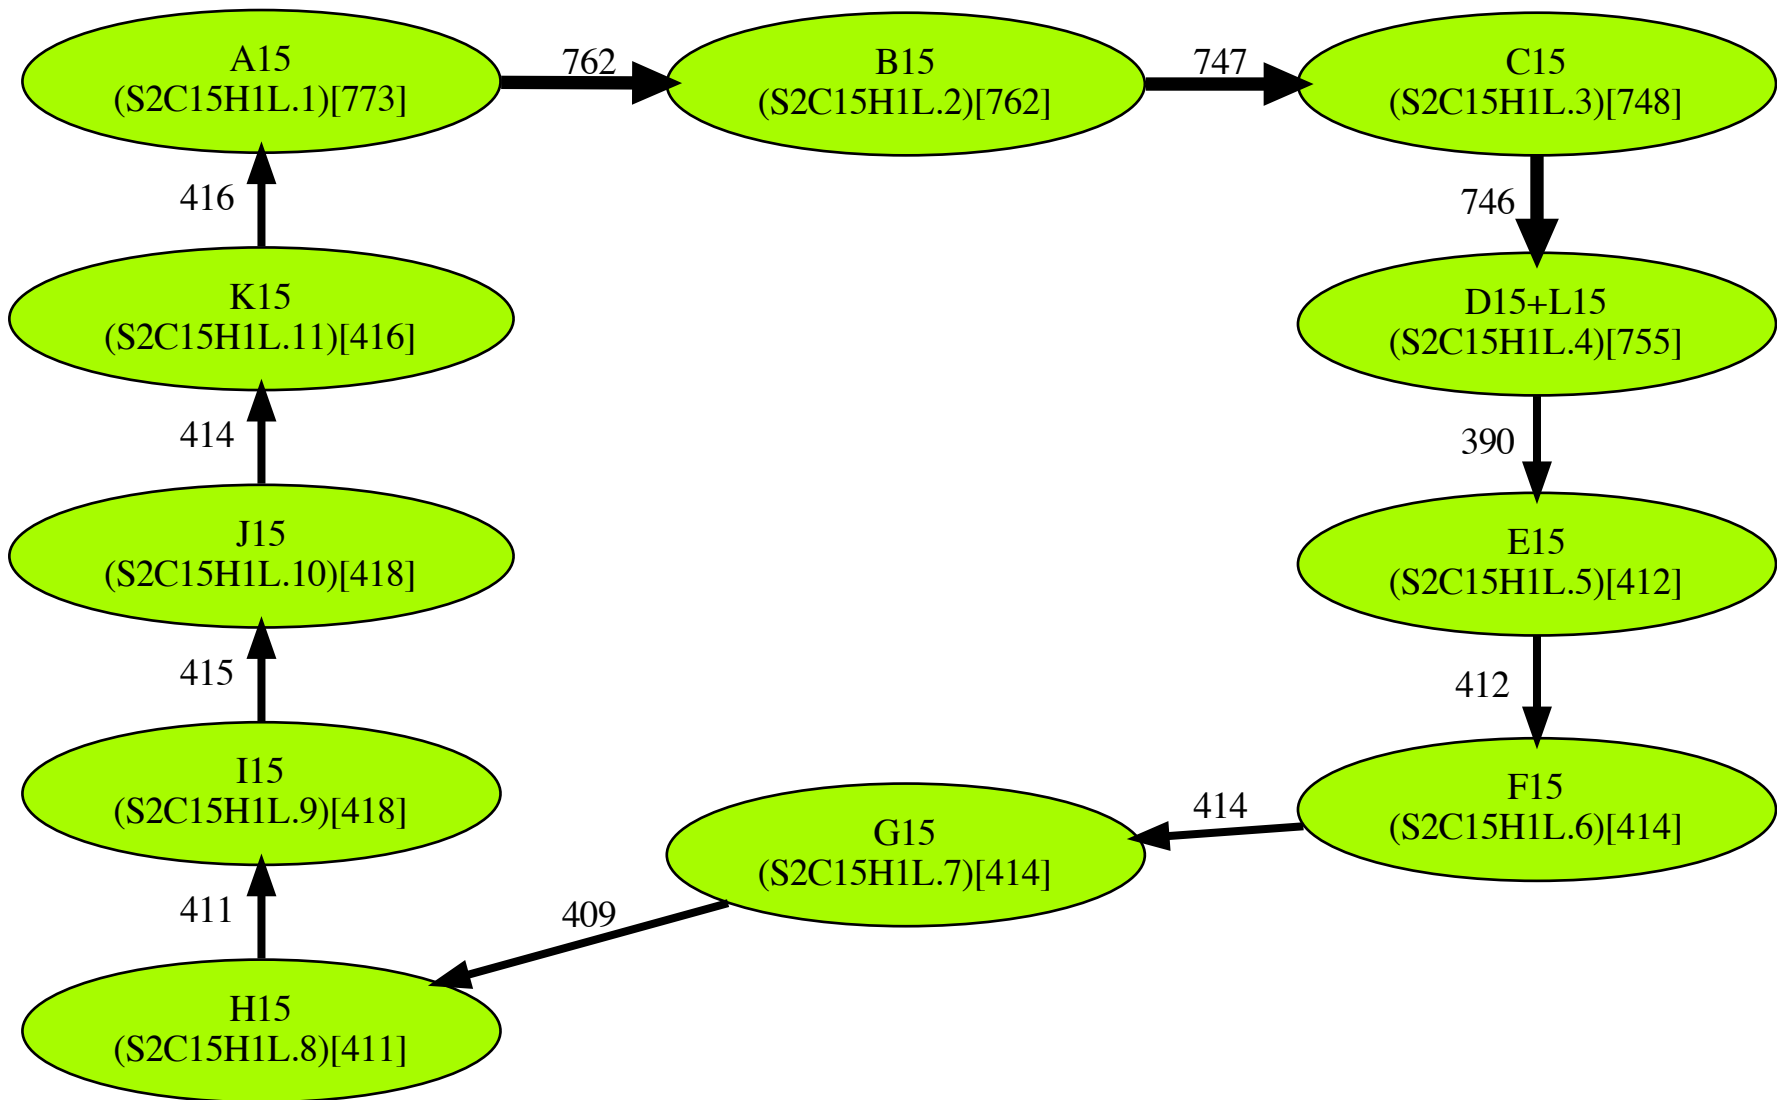 A15
(S2C15H1L.1)[773]
762
B15
(S2C15H1L.2)[762]
747
C15
(S2C15H1L.3)[748]
416
746
K15
(S2C15H1L.11)[416]
D15+L15
(S2C15H1L.4)[755]
414
390
J15
(S2C15H1L.10)[418]
E15
(S2C15H1L.5)[412]
415
412
I15
(S2C15H1L.9)[418]
F15
(S2C15H1L.6)[414]
414
G15
(S2C15H1L.7)[414]
411
409
H15
(S2C15H1L.8)[411]